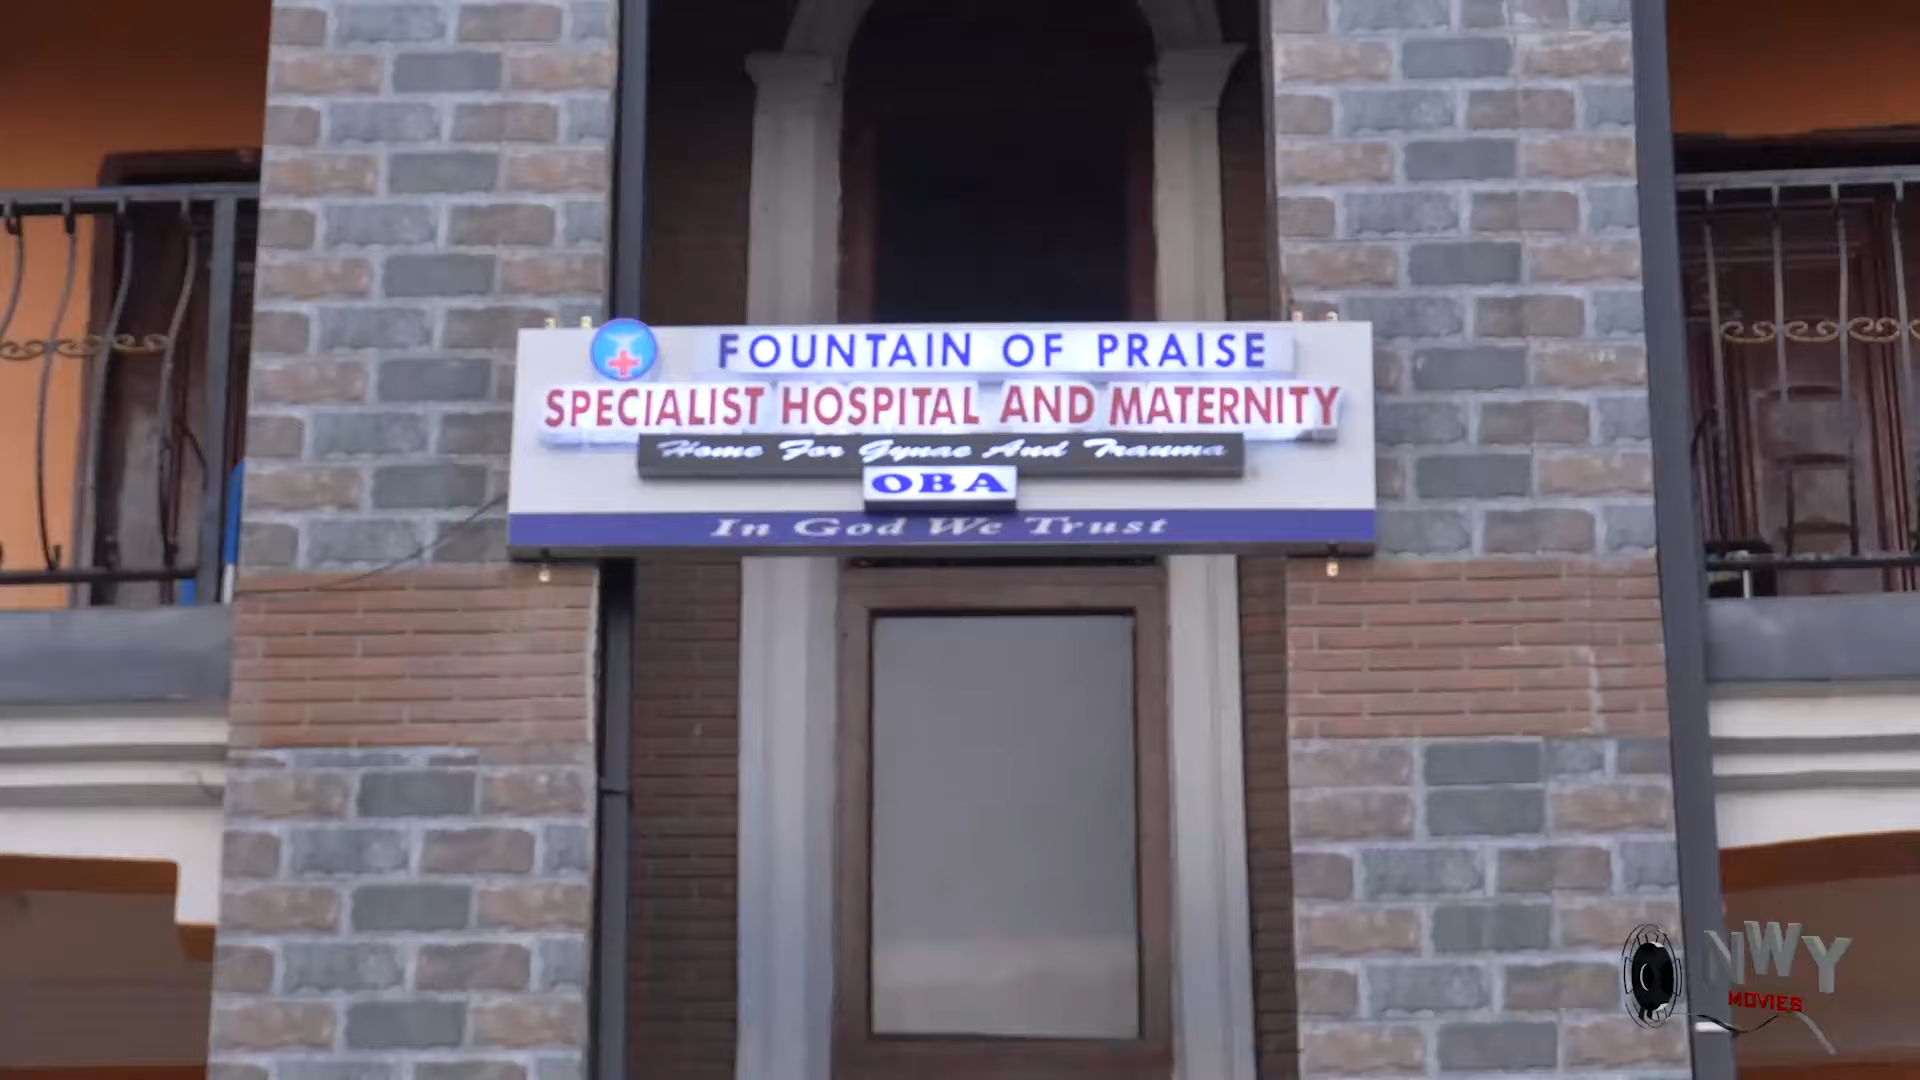 FOUNTAIN OF PRAISE
SPECIALIST HOSPITAL AND MATERNITY
Home For Gynae And Trauma
OBA
In God We Trust
NWY
MOVIES